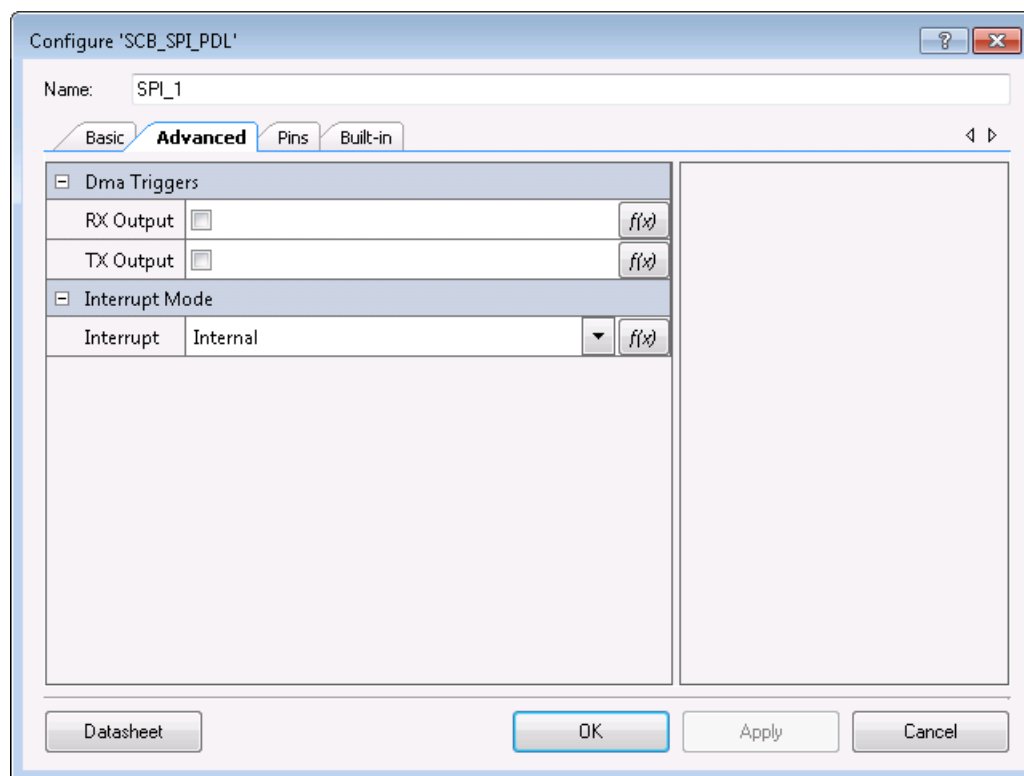 Configure 'SCB_SPI_PDL'
?
Name: SPI_1
Basic Advanced Pins Built-in
Dma Triggers
RX Output f(x)
TX Output f(x)
Interrupt Mode
Interrupt Internal f(x)
Datasheet OK Apply Cancel